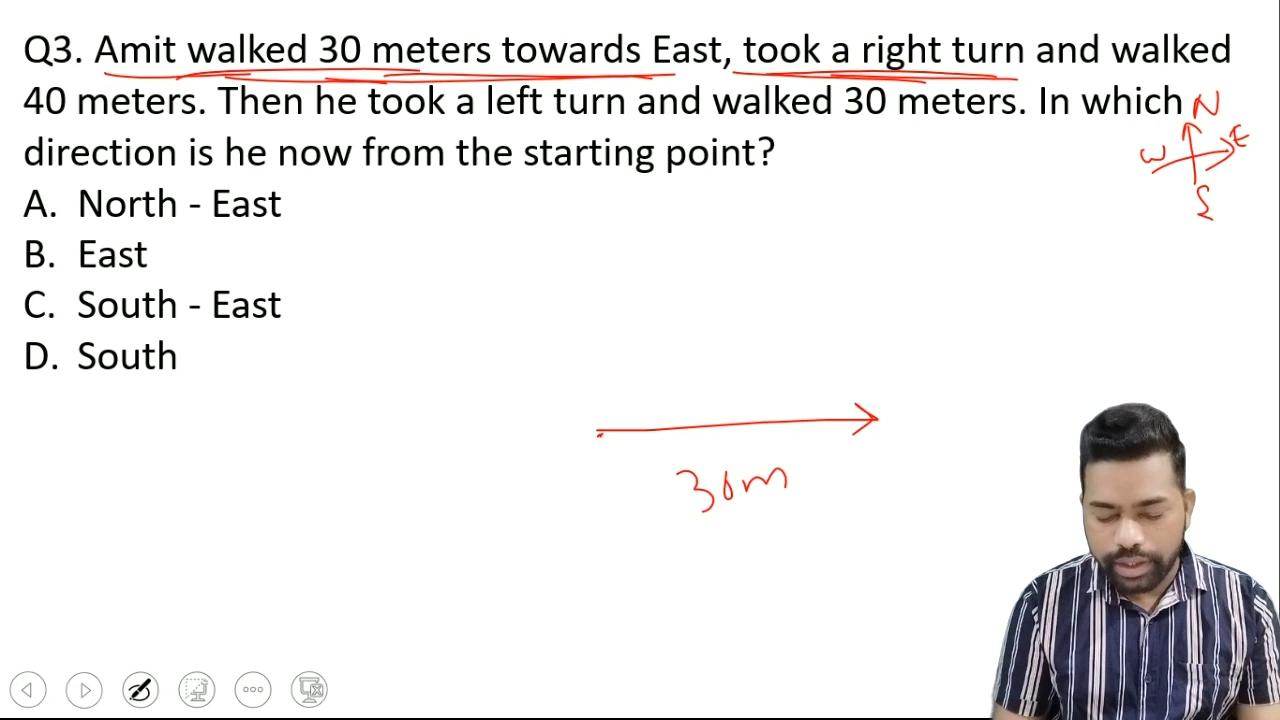 Q3. Amit walked 30 meters towards East, took a right turn and walked
40 meters. Then he took a left turn and walked 30 meters. In which
direction is he now from the starting point?
N
W E
S
A. North - East
B. East
C. South - East
D. South
30m